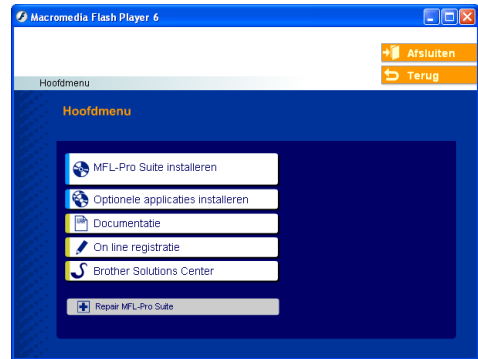 Macromedia Flash Player 6
Afsluiten
Terug
Hoofdmenu
Hoofdmenu
MFL-Pro Suite installeren
Optionele applicaties installeren
Documentatie
On line registratie
Brother Solutions Center
Repair MFL-Pro Suite